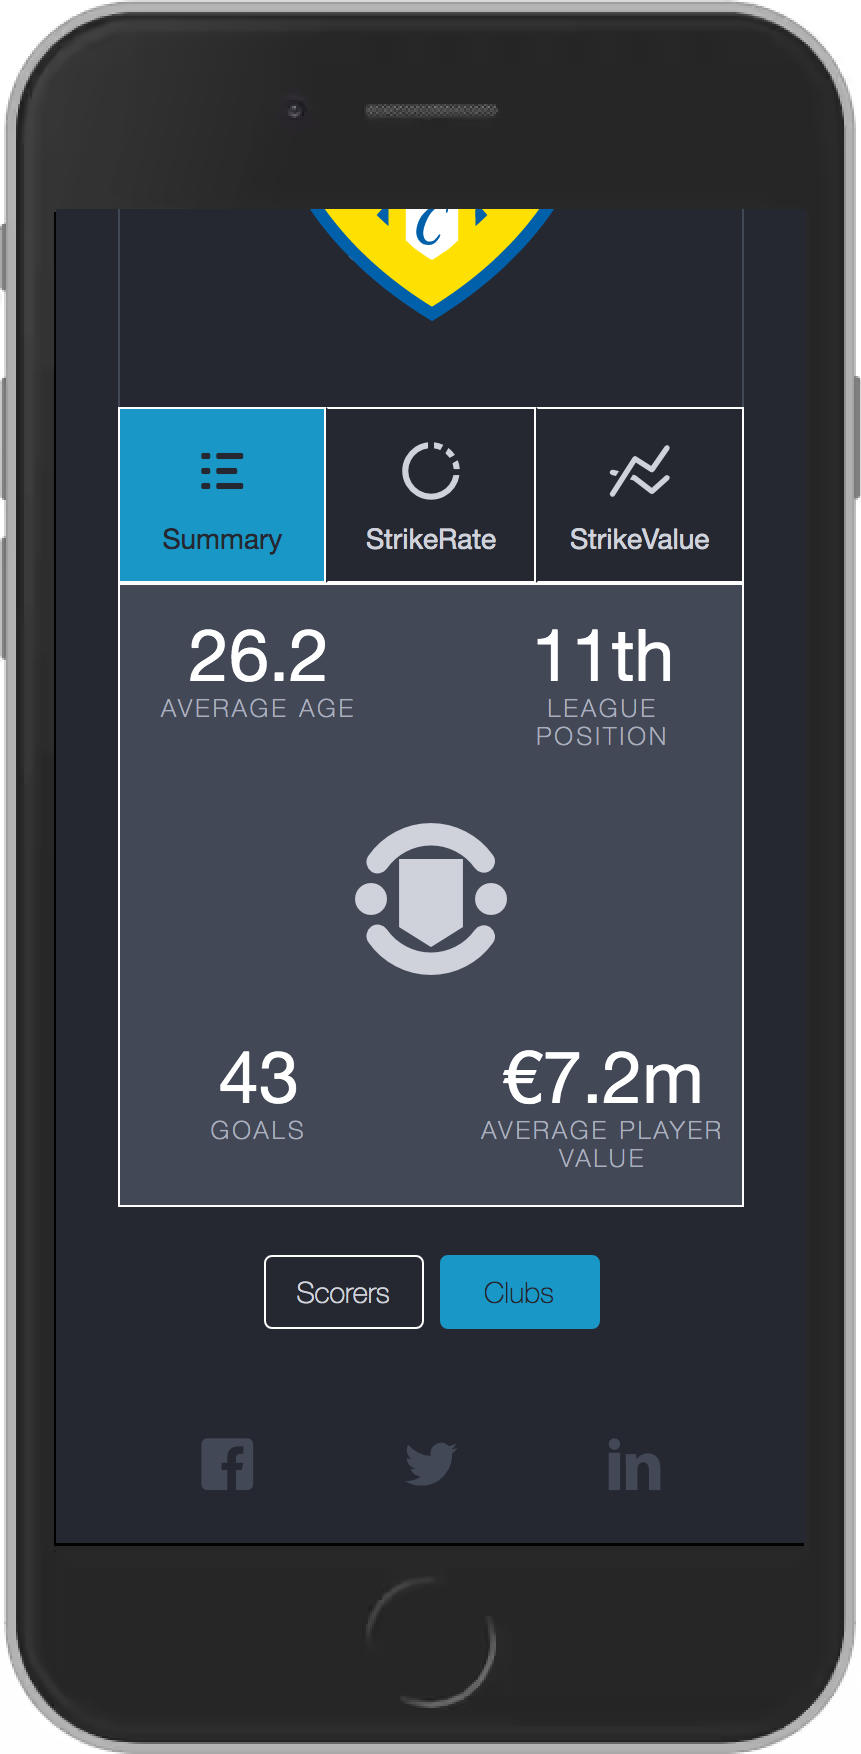 C
Summary
StrikeRate
StrikeValue
26.2
AVERAGE AGE
11th
LEAGUE
POSITION
43
GOALS
€7.2m
AVERAGE PLAYER
VALUE
Scorers
Clubs
f
in